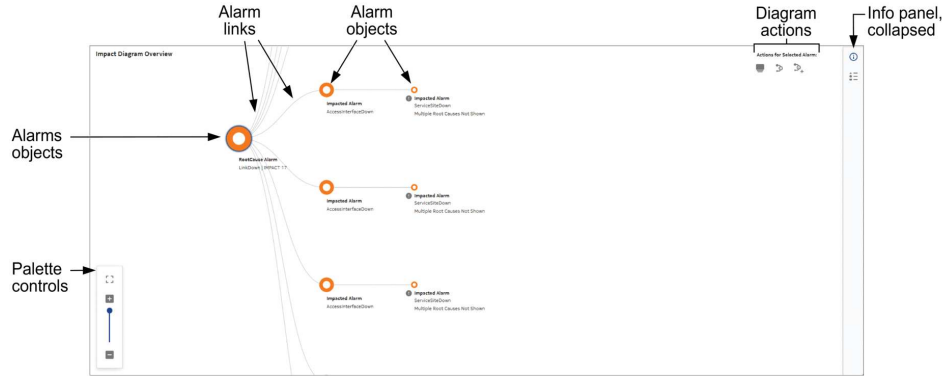 Alarm
links
Alarm
objects
Diagram
actions
Info panel,
collapsed
Impact Diagram Overview
Actions for Selected Alarm:
Impacted Alarm
AccessInterfaceDown
Impacted Alarm
ServiceSiteDown
Multiple Root Causes Not Shown
Alarms
objects
RootCause Alarm
LinkDown | IMPACT: 17
Impacted Alarm
AccessInterfaceDown
Impacted Alarm
ServiceSiteDown
Multiple Root Causes Not Shown
Palette
controls
Impacted Alarm
AccessInterfaceDown
Impacted Alarm
ServiceSiteDown
Multiple Root Causes Not Shown